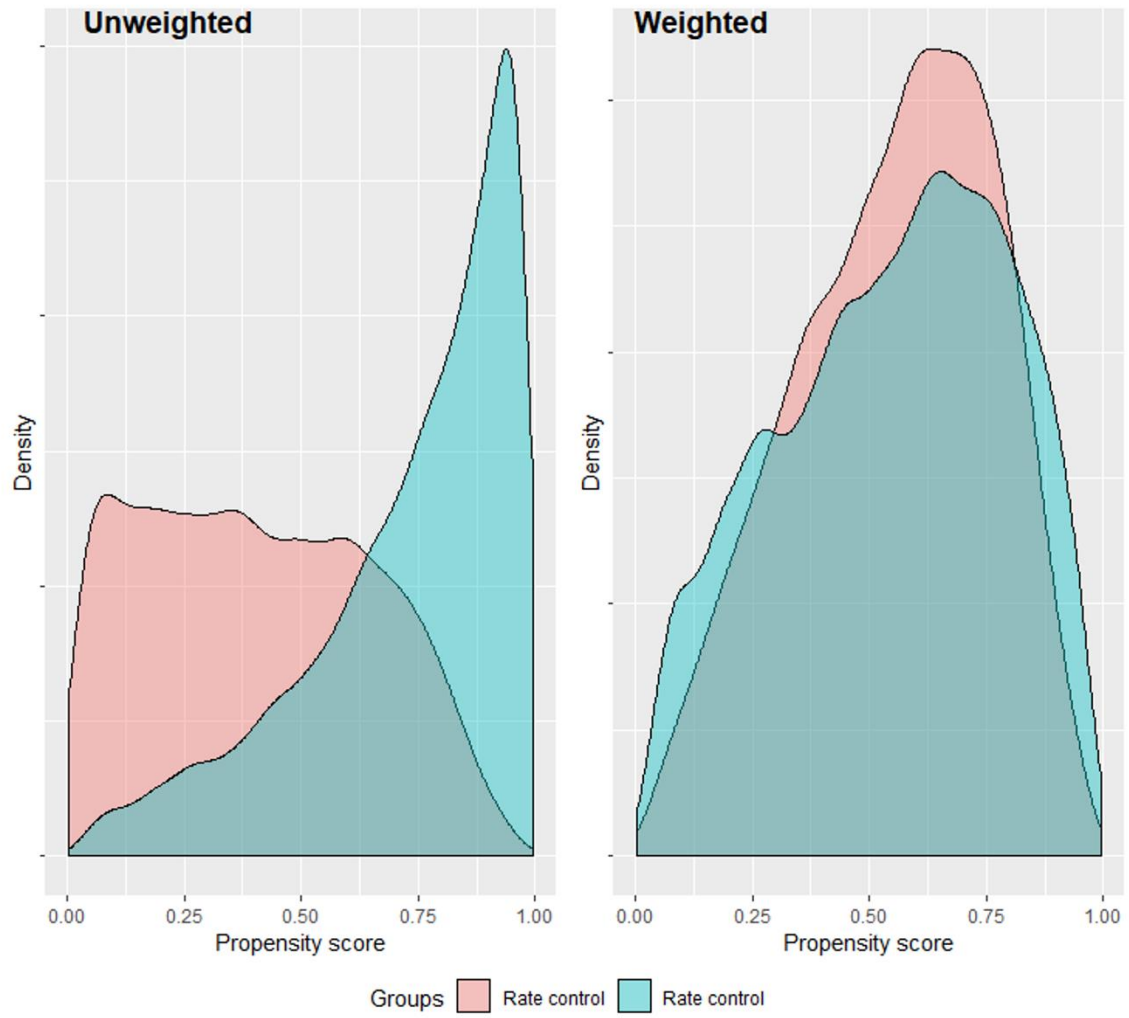 Unweighted
Weighted
Density
Density
0.00 0.25 0.50 0.75 1.00
0.00 0.25 0.50 0.75 1.00
Propensity score
Propensity score
Groups Rate control Rate control